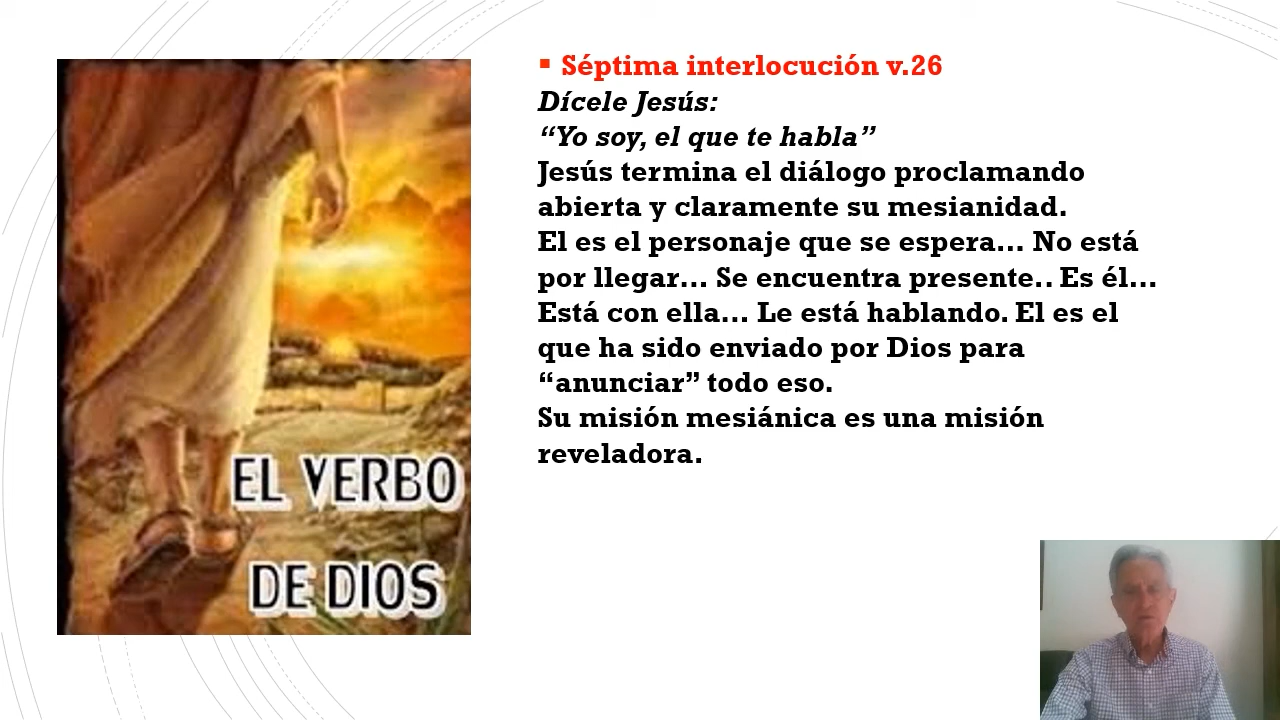 Séptima interlocución v.26
Dícele Jesús:
“Yo soy, el que te habla”
Jesús termina el diálogo proclamando
abierta y claramente su mesianidad.
El es el personaje que se espera... No está
por llegar... Se encuentra presente.. Es él...
Está con ella... Le está hablando. El es el
que ha sido enviado por Dios para
“anunciar” todo eso.
Su misión mesiánica es una misión
reveladora.
EL VERBO
DE DIOS